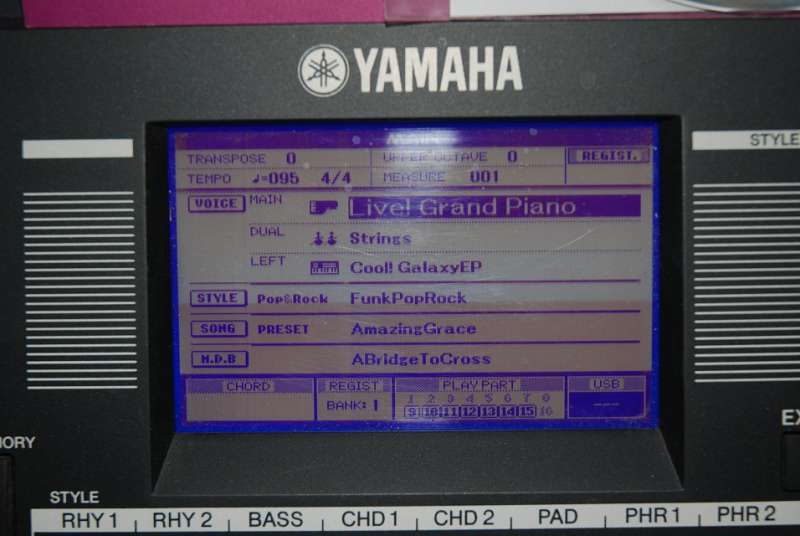 YAMAHA
STYLE
TRANSPOSE 0 UPPER OCTAVE 0 REGIST.
TEMPO ♩=095 4/4 MEASURE 001
VOICE MAIN Live! Grand Piano
DUAL Strings
LEFT Cool! GalaxyEP
STYLE Pop&Rock FunkPopRock
SONG PRESET AmazingGrace
M.D.B ABridgeToCross
CHORD REGIST PLAY PART USB
BANK: 1 1 2 3 4 5 6 7 8 ---
9 10 11 12 13 14 15 16
EX
MORY
STYLE
RHY 1 RHY 2 BASS CHD 1 CHD 2 PAD PHR 1 PHR 2